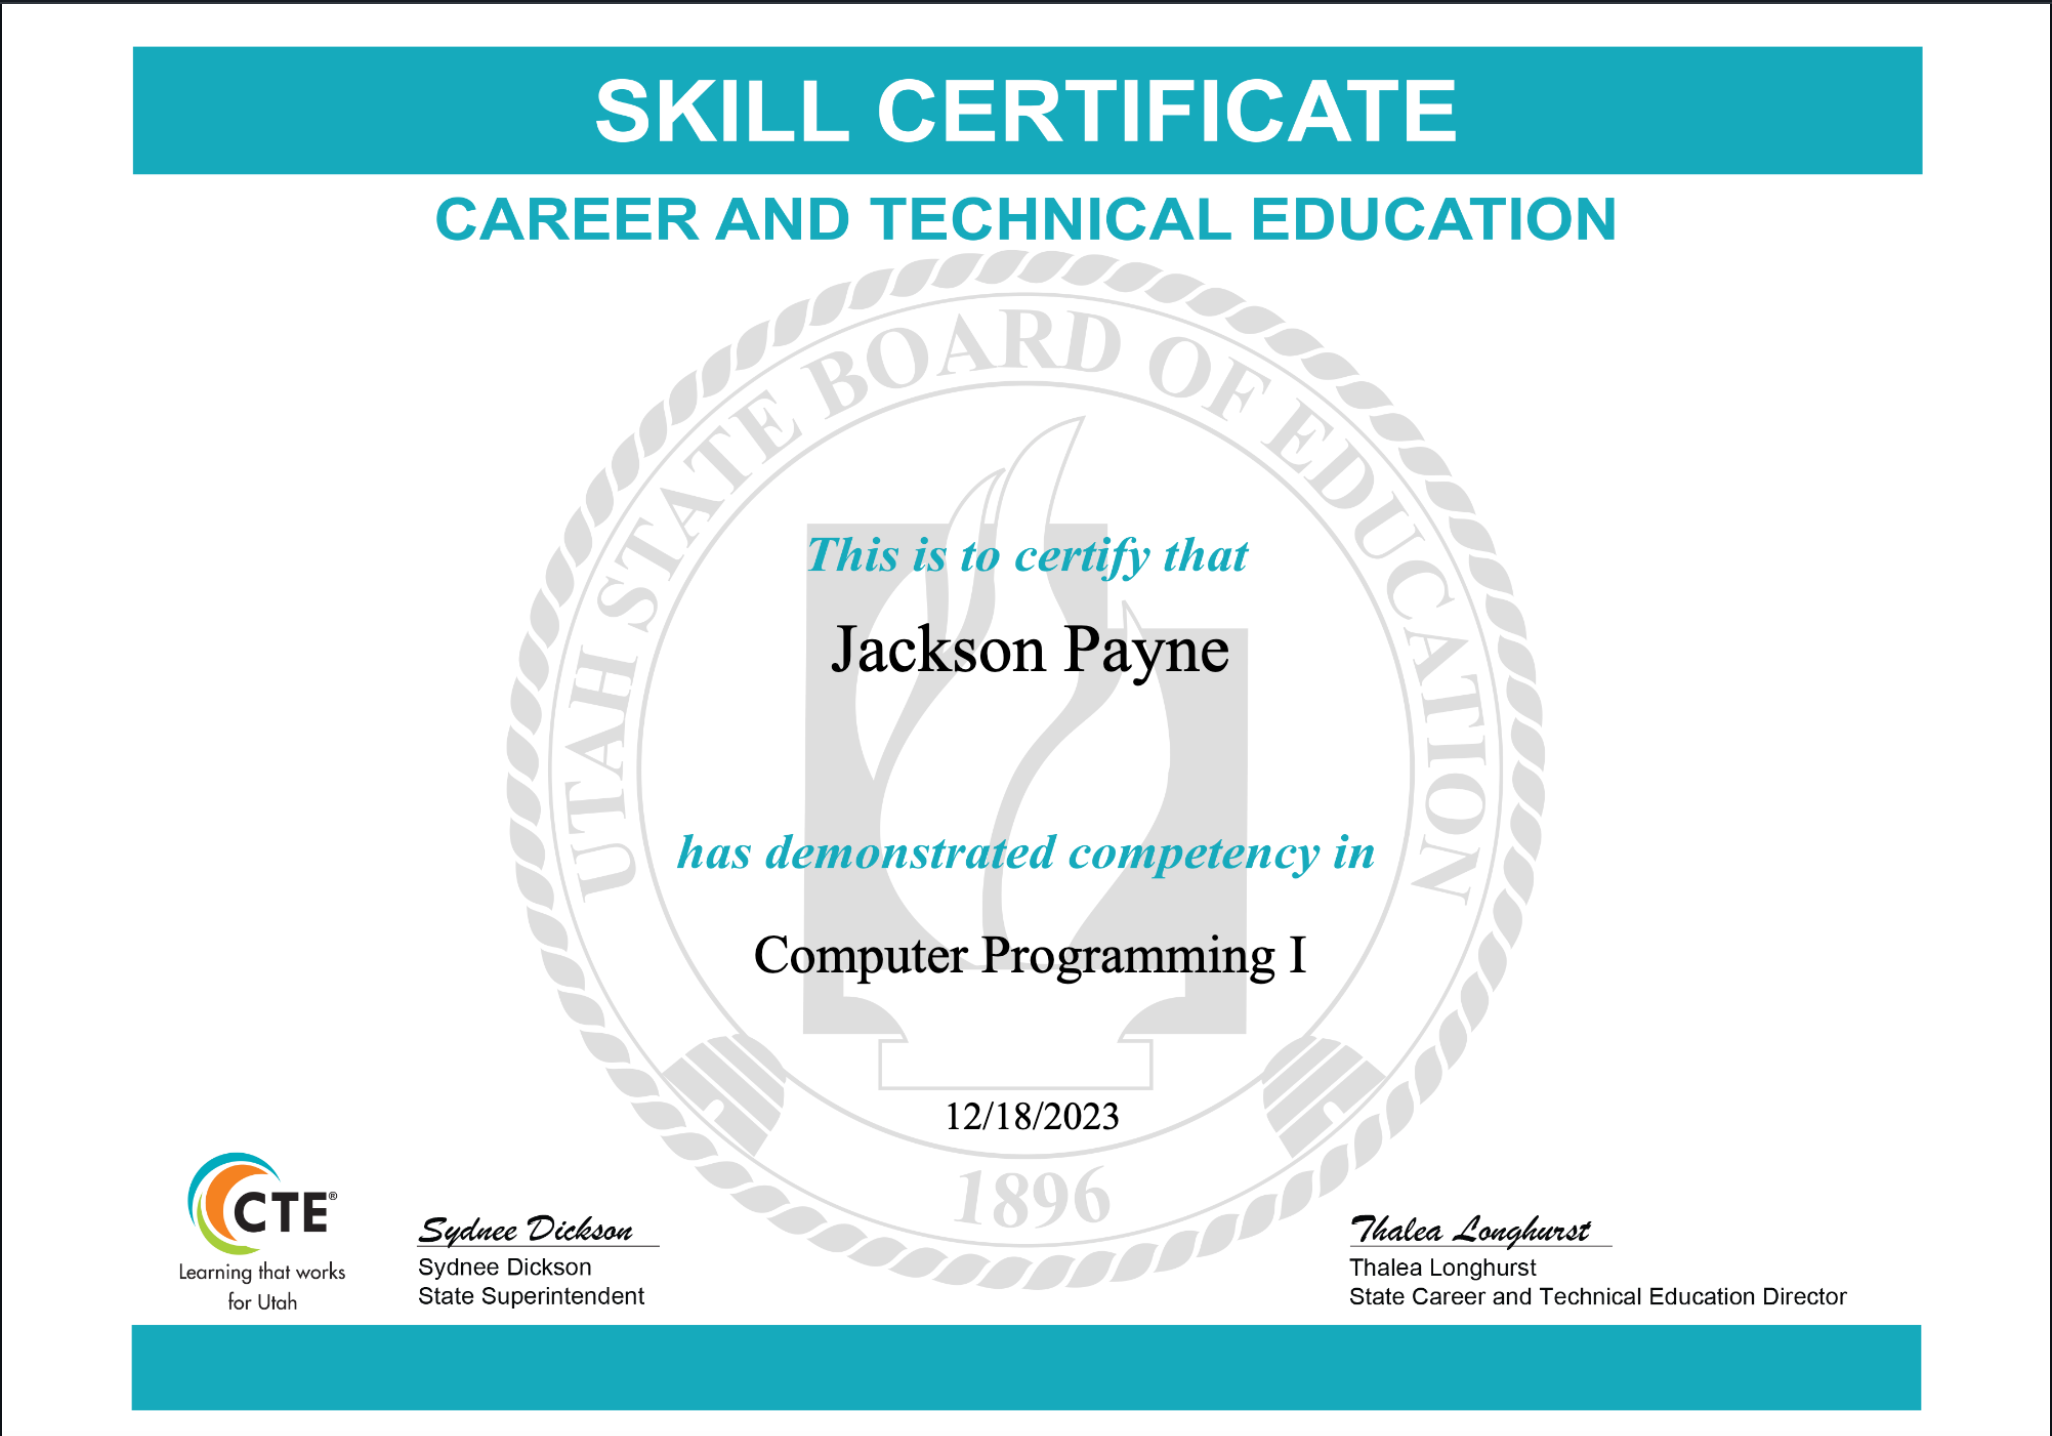 SKILL CERTIFICATE
CAREER AND TECHNICAL EDUCATION
UTAH STATE BOARD OF EDUCATION
This is to certify that
Jackson Payne
has demonstrated competency in
Computer Programming I
12/18/2023
1896
CTE®
Learning that works
for Utah
Sydnee Dickson
Sydnee Dickson
State Superintendent
Thalea Longhurst
Thalea Longhurst
State Career and Technical Education Director